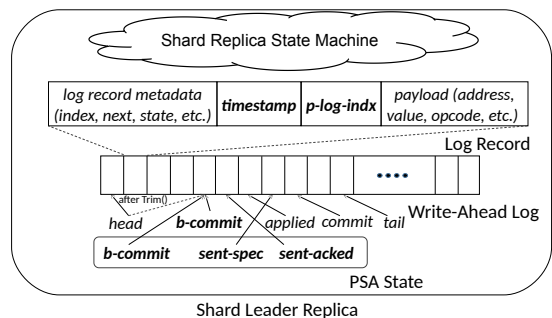 Shard Replica State Machine
log record metadata
(index, next, state, etc.)
timestamp
p-log-indx
payload (address,
value, opcode, etc.)
Log Record
after Trim()
head
b-commit
applied
commit
tail
Write-Ahead Log
b-commit
sent-spec
sent-acked
PSA State
Shard Leader Replica